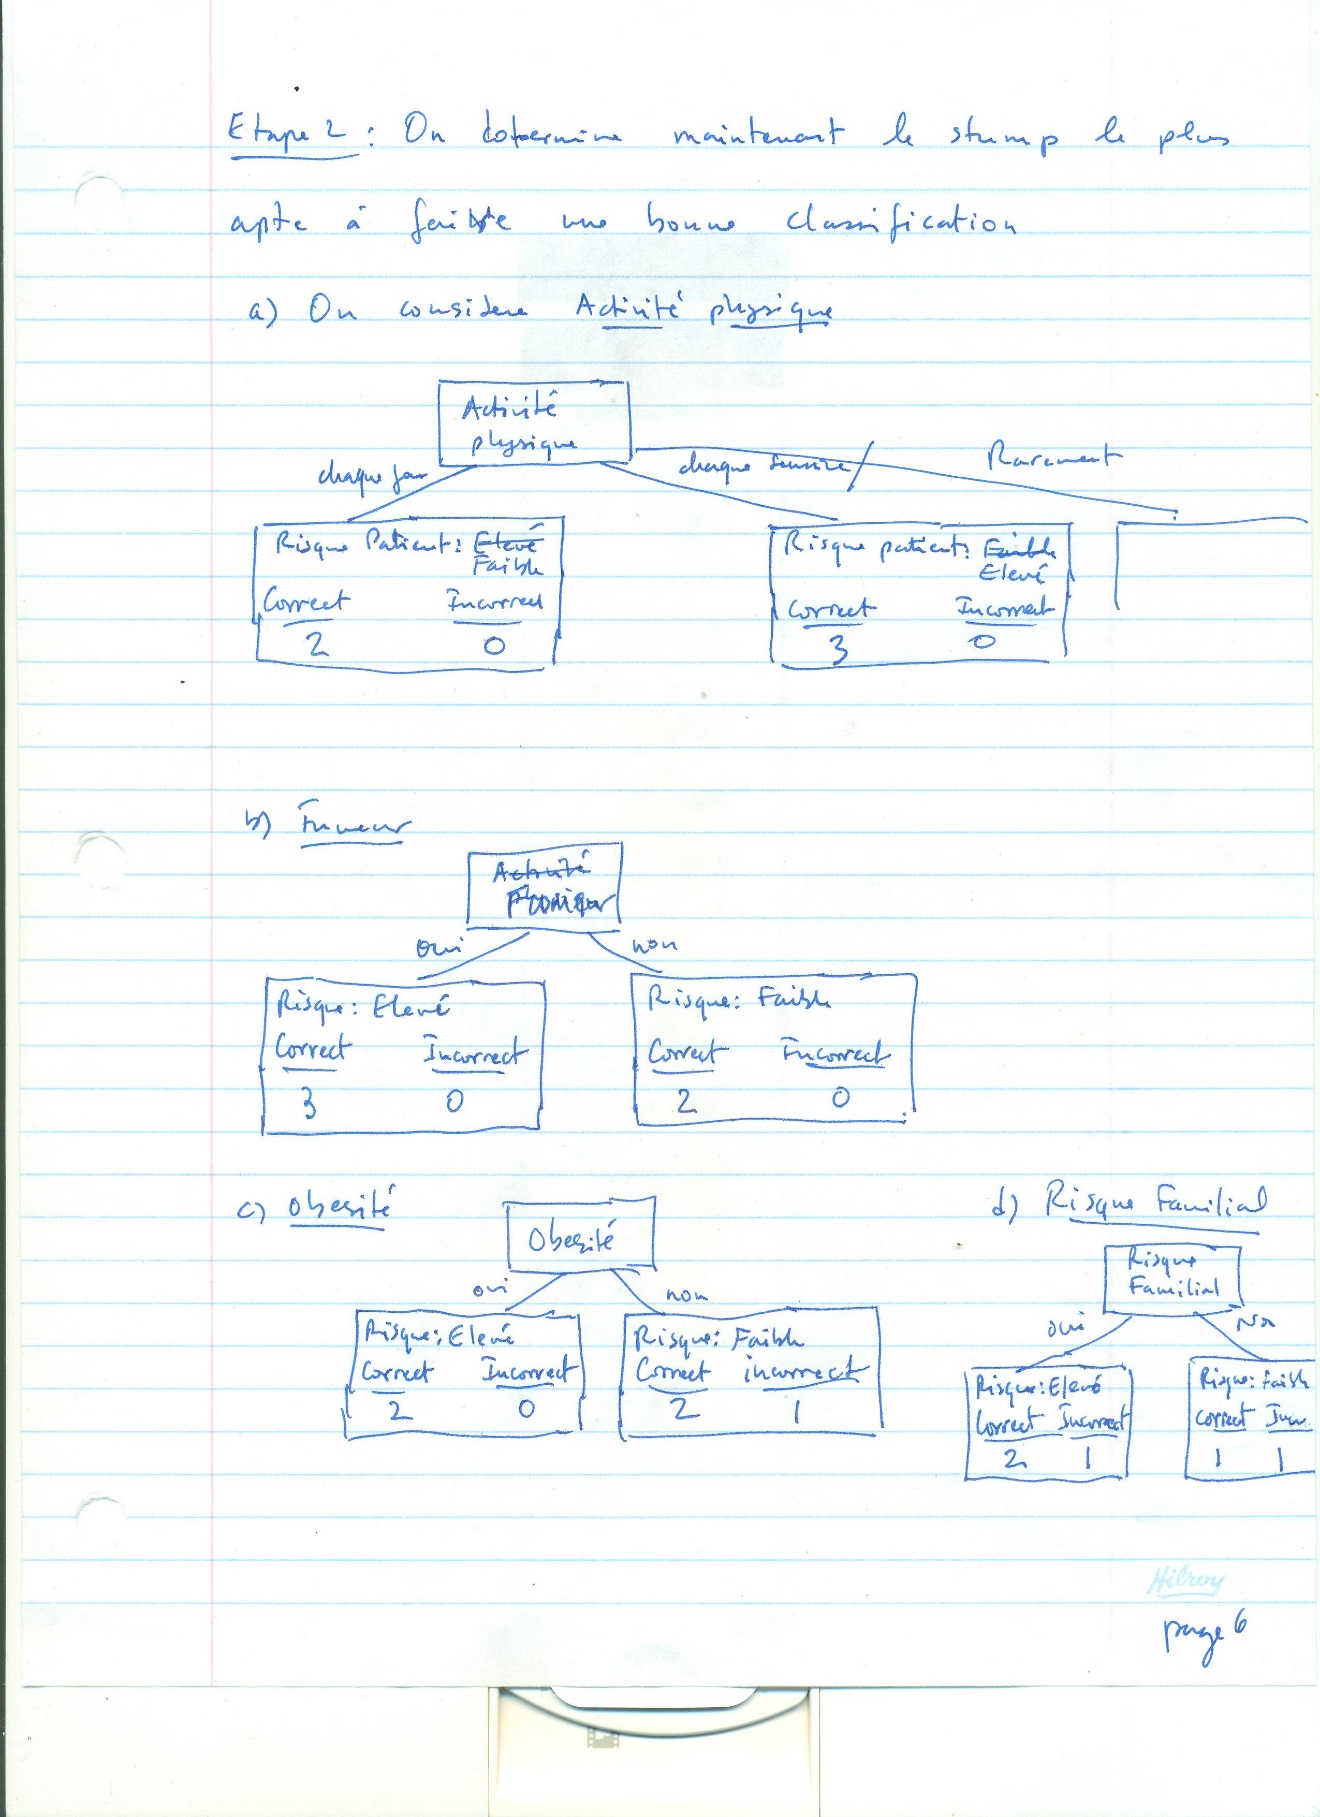 Etape 2 : On determine maintenant le stump le plus
apte à faire une bonne classification
a) On considere Activité physique
Activité
physique
chaque jour
chaque semaine / Rarement
Risque Patient: Elevé
Faible
Correct Incorrect
2 0
Risque patient: Faible
Elevé
Correct Incorrect
3 0
b) Fumeur
Activité
Fumeur
oui non
Risque: Elevé
Correct Incorrect
3 0
Risque: Faible
Correct Incorrect
2 0
c) Obesité
Obesité
oui non
Risque: Elevé
Correct Incorrect
2 0
Risque: Faible
Correct incorrect
2 1
d) Risque Familial
Risque
Familial
oui Non
Risque: Elevé
Correct Incorrect
2 1
Risque: Faible
Correct Incor
1 1
Hilroy
page 6